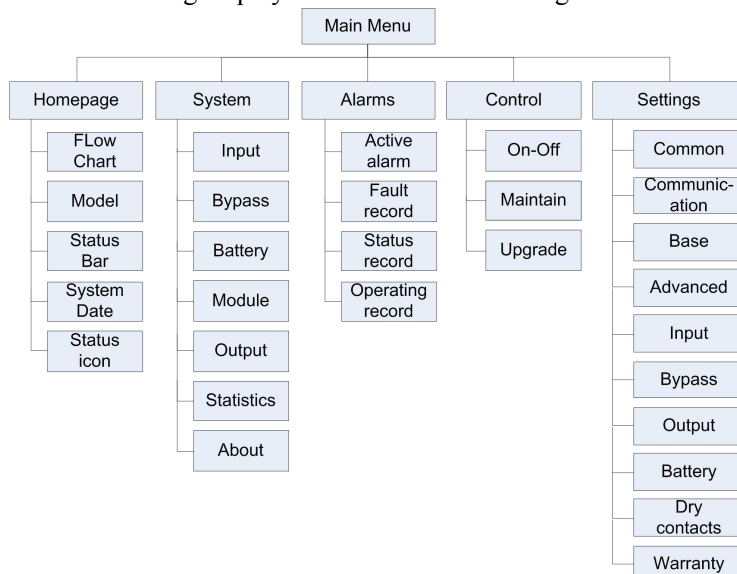 Main Menu
Homepage
FLow
Chart
Model
Status
Bar
System
Date
Status
icon
System
Input
Bypass
Battery
Module
Output
Statistics
About
Alarms
Active
alarm
Fault
record
Status
record
Operating
record
Control
On-Off
Maintain
Upgrade
Settings
Common
Communic-
ation
Base
Advanced
Input
Bypass
Output
Battery
Dry
contacts
Warranty